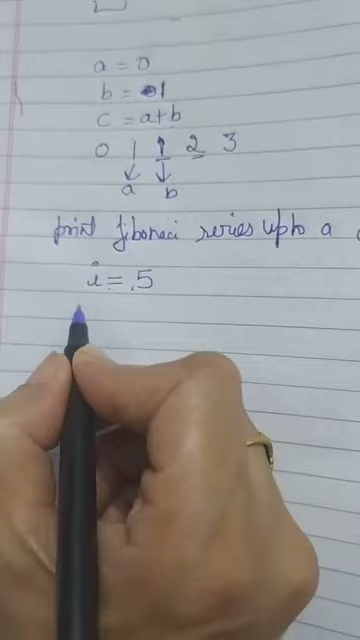 a = 0
b = 1
c = a+b
0 1 1 2 3
a b
print fibonaci series upto a
i = 5